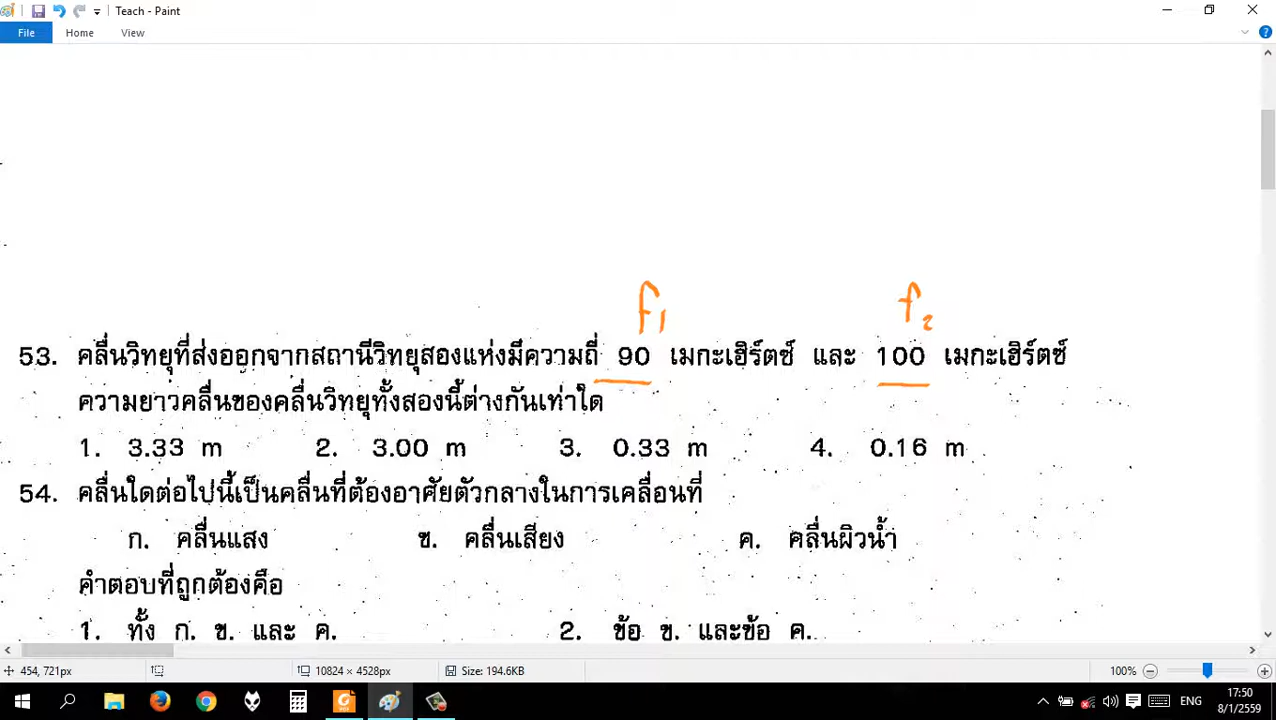 Teach - Paint
File Home View
f1 f2
53. คลื่นวิทยุที่ส่งออกจากสถานีวิทยุสองแห่งมีความถี่ 90 เมกะเฮิร์ตซ์ และ 100 เมกะเฮิร์ตซ์
ความยาวคลื่นของคลื่นวิทยุทั้งสองนี้ต่างกันเท่าใด
1. 3.33 m 2. 3.00 m 3. 0.33 m 4. 0.16 m
54. คลื่นใดต่อไปนี้เป็นคลื่นที่ต้องอาศัยตัวกลางในการเคลื่อนที่
ก. คลื่นแสง ข. คลื่นเสียง ค. คลื่นผิวน้ำ
คำตอบที่ถูกต้องคือ
1. ทั้ง ก. ข. และ ค. 2. ข้อ ข. และข้อ ค.
454, 721px 10824 × 4528px Size: 194.6KB 100%
ENG 17:50
8/1/2559